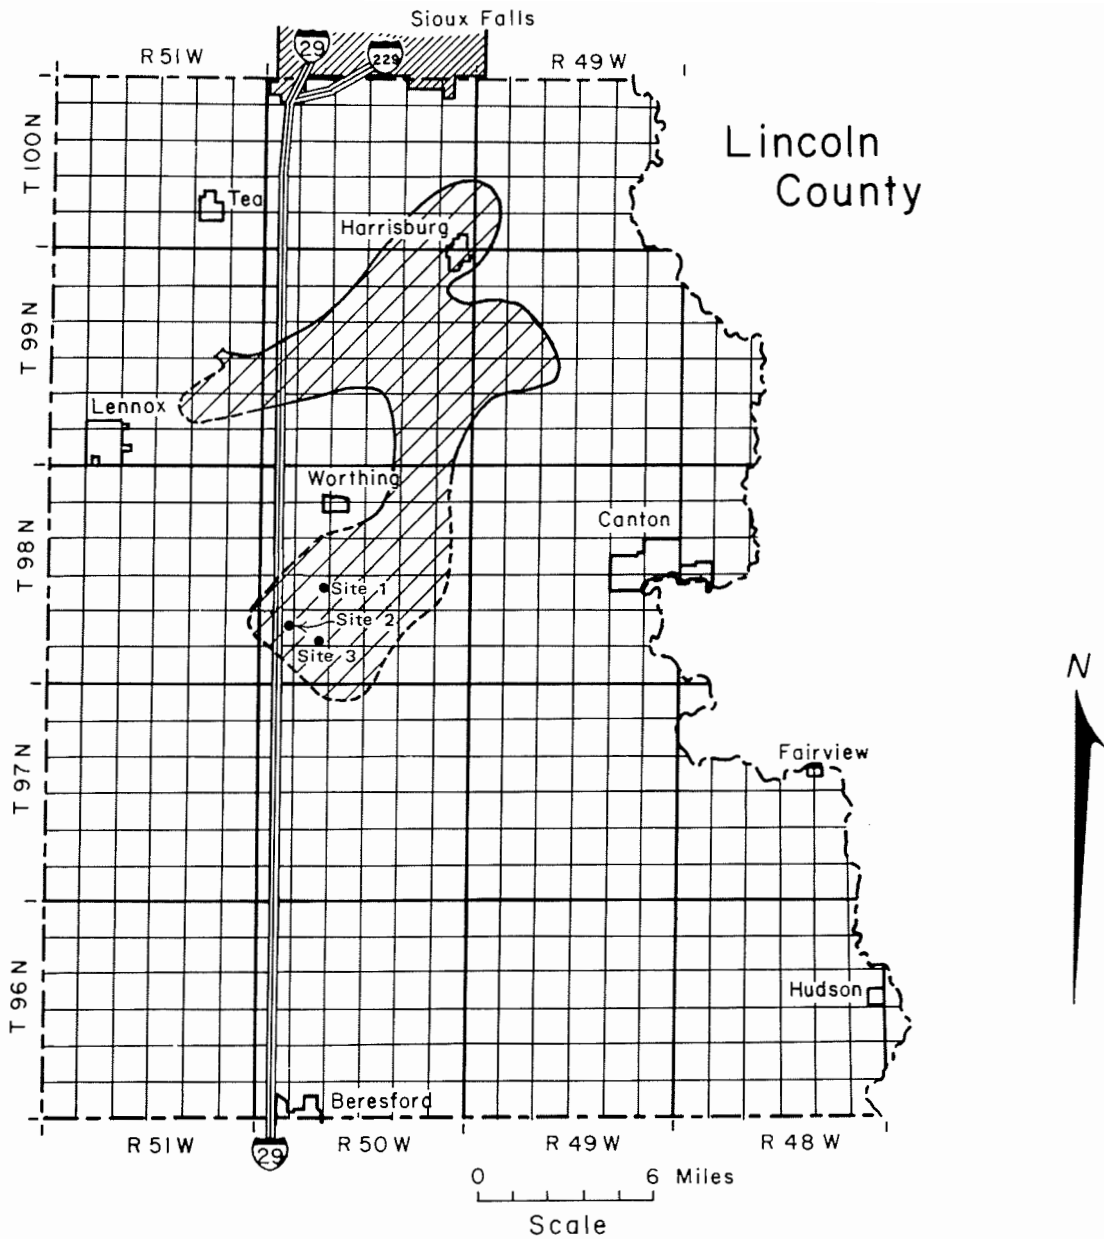 Sioux Falls
29
229
R 51 W
R 49 W
T 100 N
Lincoln
County
Tea
Harrisburg
T 99 N
Lennox
Worthing
Canton
T 98 N
Site 1
Site 2
Site 3
N
T 97 N
Fairview
T 96 N
Hudson
Beresford
R 51 W
R 50 W
R 49 W
R 48 W
29
0 6 Miles
Scale